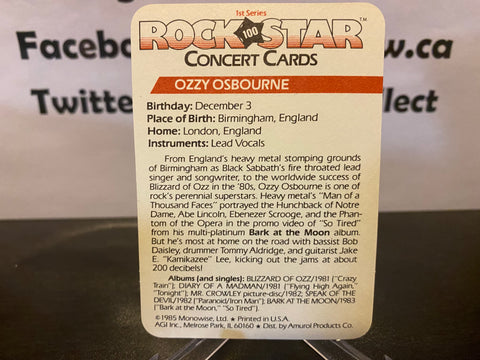 Facebo
w.ca
Twitte
lect
1st Series
ROCK STAR™
100
CONCERT CARDS
OZZY OSBOURNE
Birthday: December 3
Place of Birth: Birmingham, England
Home: London, England
Instruments: Lead Vocals
From England's heavy metal stomping grounds
of Birmingham as Black Sabbath's fire throated lead
singer and songwriter, to the worldwide success of
Blizzard of Ozz in the '80s, Ozzy Osbourne is one of
rock's perennial superstars. Heavy metal's "Man of a
Thousand Faces" portrayed the Hunchback of Notre
Dame, Abe Lincoln, Ebenezer Scrooge, and the Phan-
tom of the Opera in the promo video of "So Tired"
from his multi-platinum Bark at the Moon album.
But he's most at home on the road with bassist Bob
Daisley, drummer Tommy Aldridge, and guitarist Jake
E. "Kamikazee" Lee, kicking out the jams at about
200 decibels!
Albums (and singles): BLIZZARD OF OZZ/1981 ("Crazy
Train"); DIARY OF A MADMAN/1981 ("Flying High Again,"
"Tonight"); MR. CROWLEY picture-disc/1982; SPEAK OF THE
DEVIL/1982 ("Paranoid/Iron Man"); BARK AT THE MOON/1983
("Bark at the Moon," "So Tired")
©1985 Monowise, Ltd. ★ Printed in U.S.A.
AGI Inc., Melrose Park, IL 60160 ★ Dist. by Amurol Products Co.